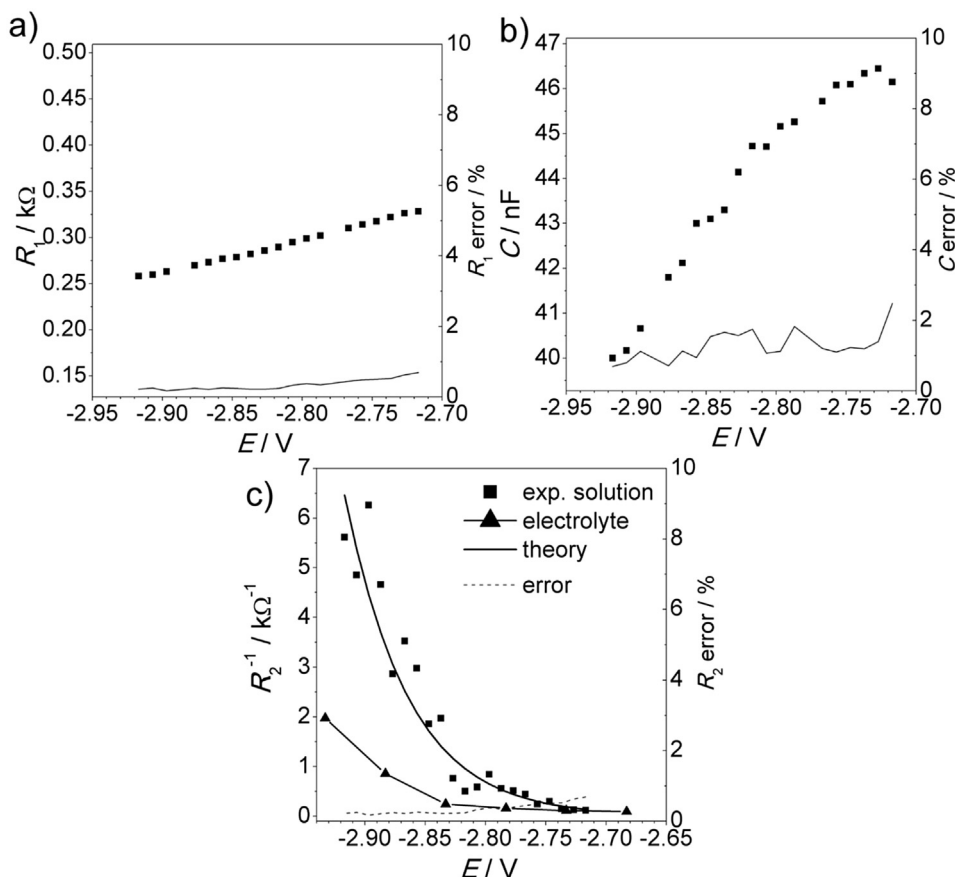 a)
0.50
0.45
0.40
0.35
0.30
0.25
0.20
0.15
R1 / kΩ
10
8
6
4
2
0
R1 error / %
-2.95 -2.90 -2.85 -2.80 -2.75 -2.70
E / V
b)
47
46
45
44
43
42
41
40
C / nF
10
8
6
4
2
0
C error / %
-2.95 -2.90 -2.85 -2.80 -2.75 -2.70
E / V
c)
7
6
5
4
3
2
1
0
R2⁻¹ / kΩ⁻¹
exp. solution
electrolyte
theory
error
10
8
6
4
2
0
R2 error / %
-2.90 -2.85 -2.80 -2.75 -2.70 -2.65
E / V